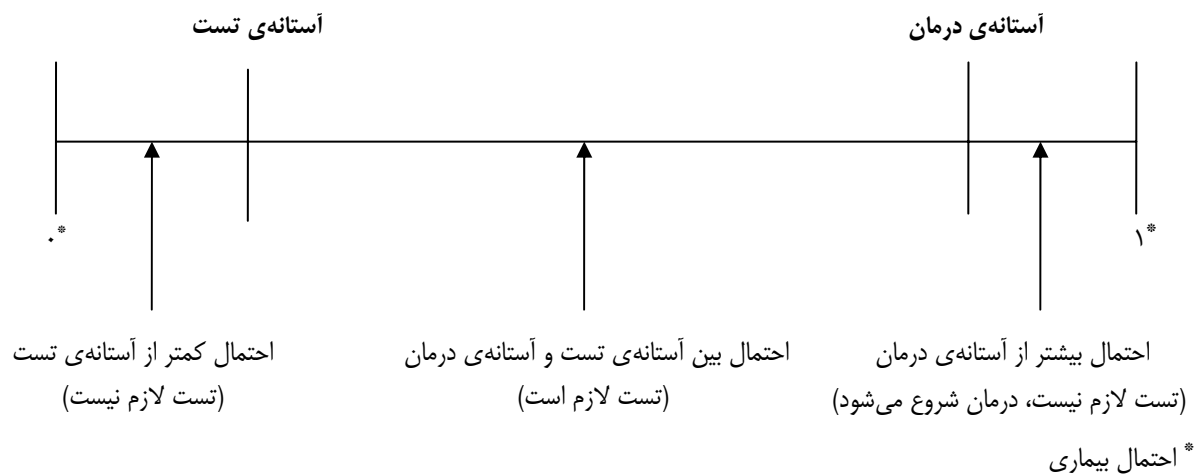 آستانه‌ی درمان
آستانه‌ی تست
۱*
۰*
احتمال بیشتر از آستانه‌ی درمان
(تست لازم نیست، درمان شروع می‌شود)
احتمال بین آستانه‌ی تست و آستانه‌ی درمان
(تست لازم است)
احتمال کمتر از آستانه‌ی تست
(تست لازم نیست)
* احتمال بیماری